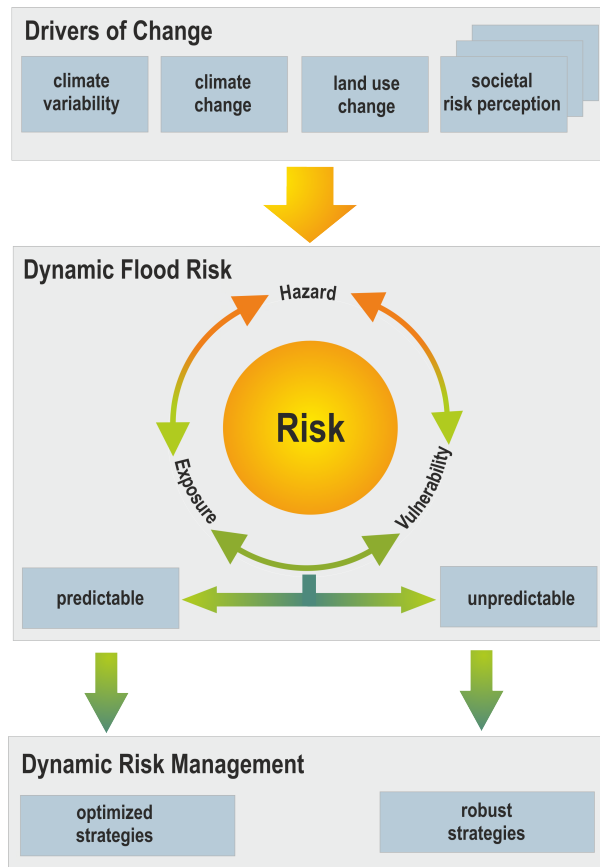 Drivers of Change
climate
variability
climate
change
land use
change
societal
risk perception
Dynamic Flood Risk
Hazard
Risk
Exposure
Vulnerability
predictable
unpredictable
Dynamic Risk Management
optimized
strategies
robust
strategies